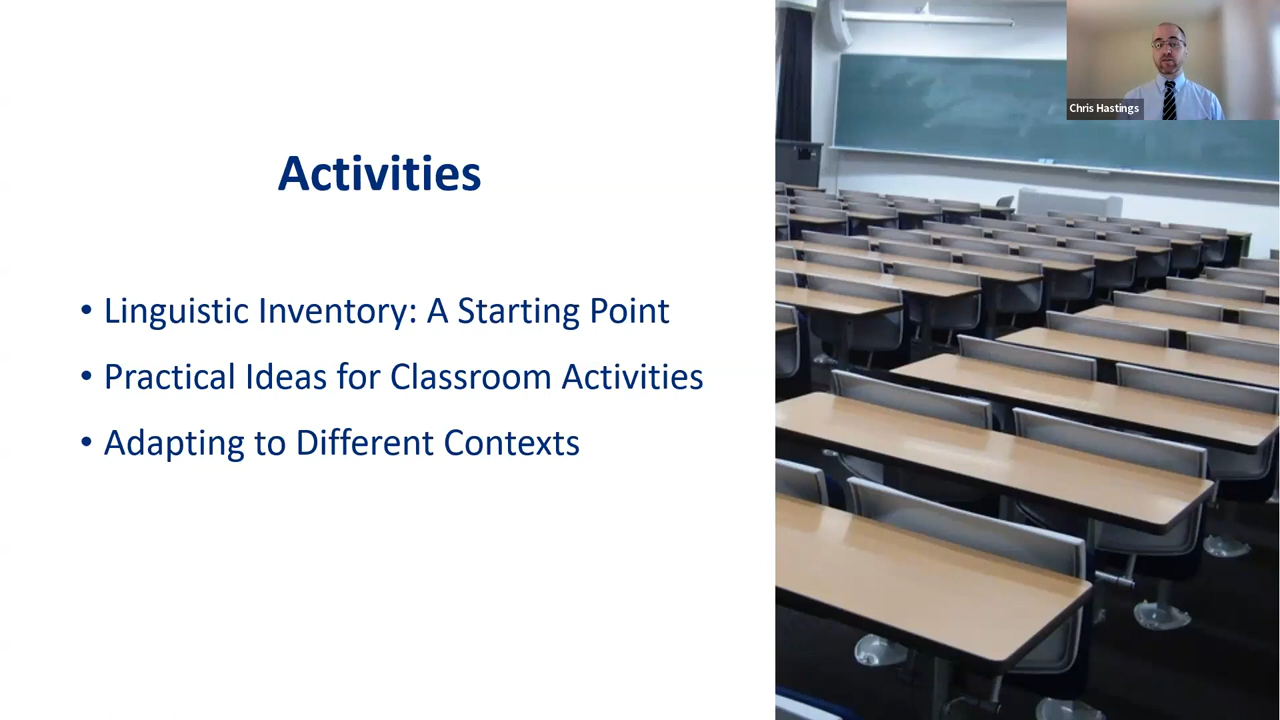 Chris Hastings
Activities
• Linguistic Inventory: A Starting Point
• Practical Ideas for Classroom Activities
• Adapting to Different Contexts